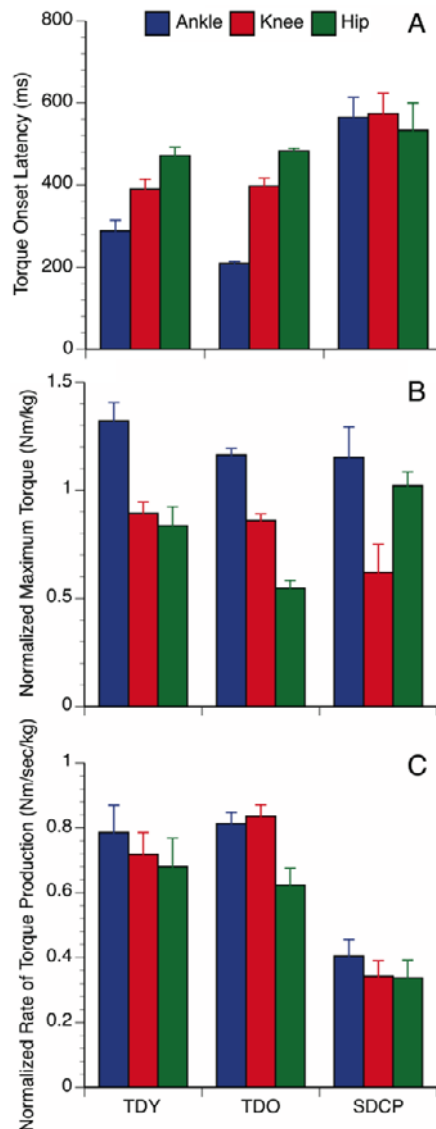 Ankle Knee Hip
A
Torque Onset Latency (ms)
800
600
400
200
0
B
Normalized Maximum Torque (Nm/kg)
1.5
1
0.5
0
C
Normalized Rate of Torque Production (Nm/sec/kg)
1
0.8
0.6
0.4
0.2
0
TDY TDO SDCP